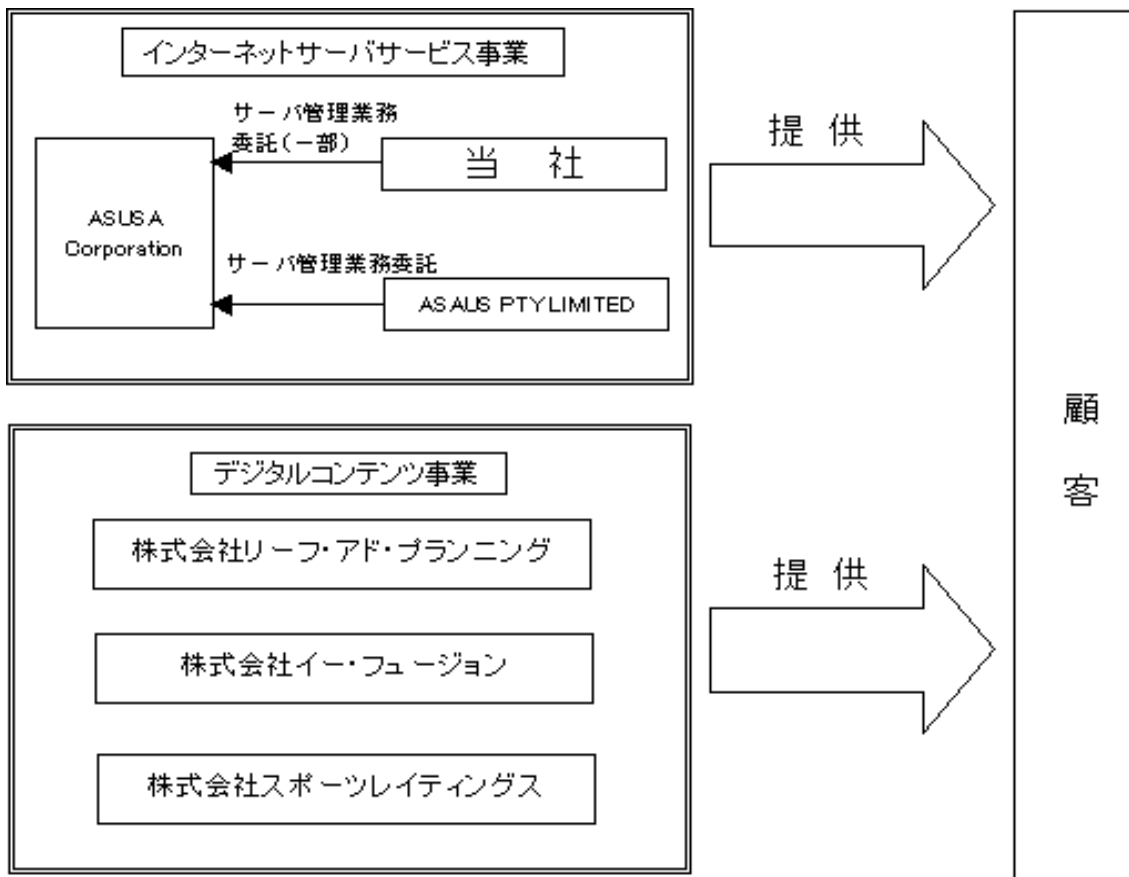 インターネットサーバサービス事業
サーバ管理業務
委託(一部)
当 社
ASUSA
Corporation
サーバ管理業務委託
ASAUS PTY LIMITED
提 供
顧
客
デジタルコンテンツ事業
株式会社リーフ・アド・プランニング
株式会社イー・フュージョン
株式会社スポーツレイティングス
提 供